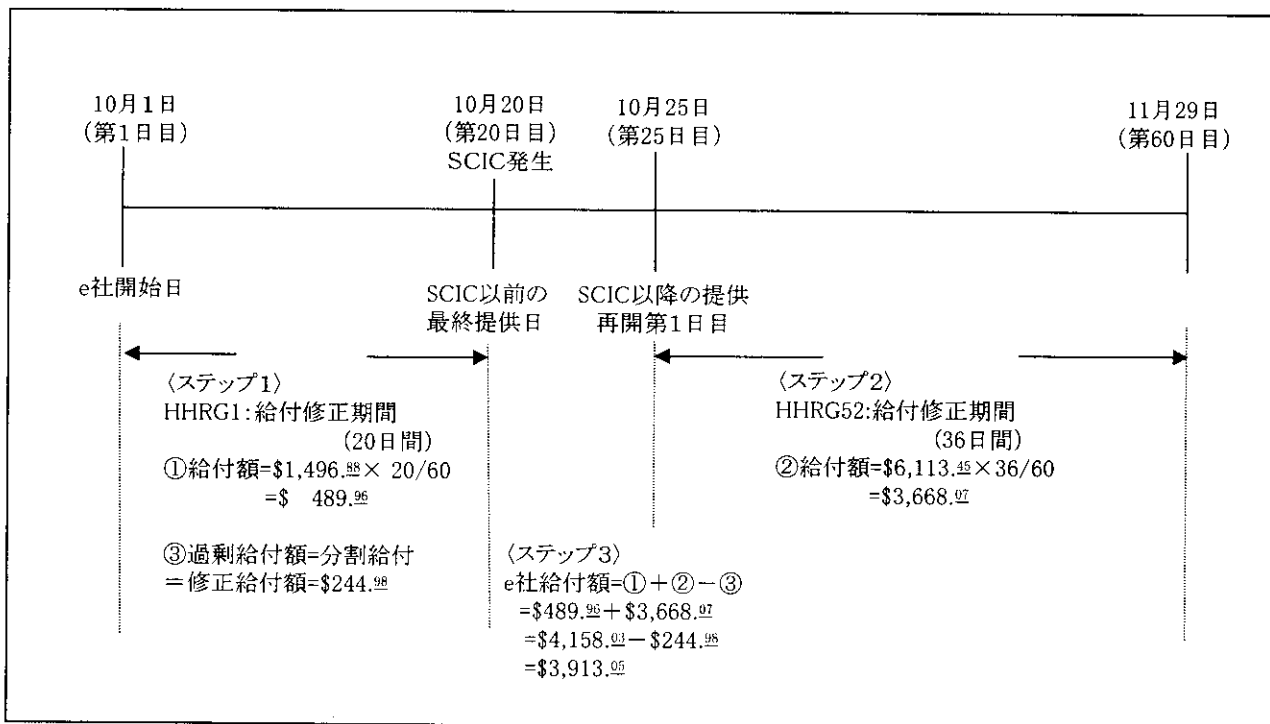 10月1日
(第1日目)
10月20日
(第20日目)
SCIC発生
10月25日
(第25日目)
11月29日
(第60日目)
e社開始日
SCIC以前の
最終提供日
SCIC以降の提供
再開第1日目
〈ステップ1〉
HHRG1:給付修正期間
(20日間)
①給付額=$1,496.88× 20/60
=$ 489.96
③過剰給付額=分割給付
＝修正給付額=$244.98
〈ステップ2〉
HHRG52:給付修正期間
(36日間)
②給付額=$6,113.45×36/60
=$3,668.07
〈ステップ3〉
e社給付額=①+②−③
=$489.96+$3,668.07
=$4,158.03−$244.98
=$3,913.05